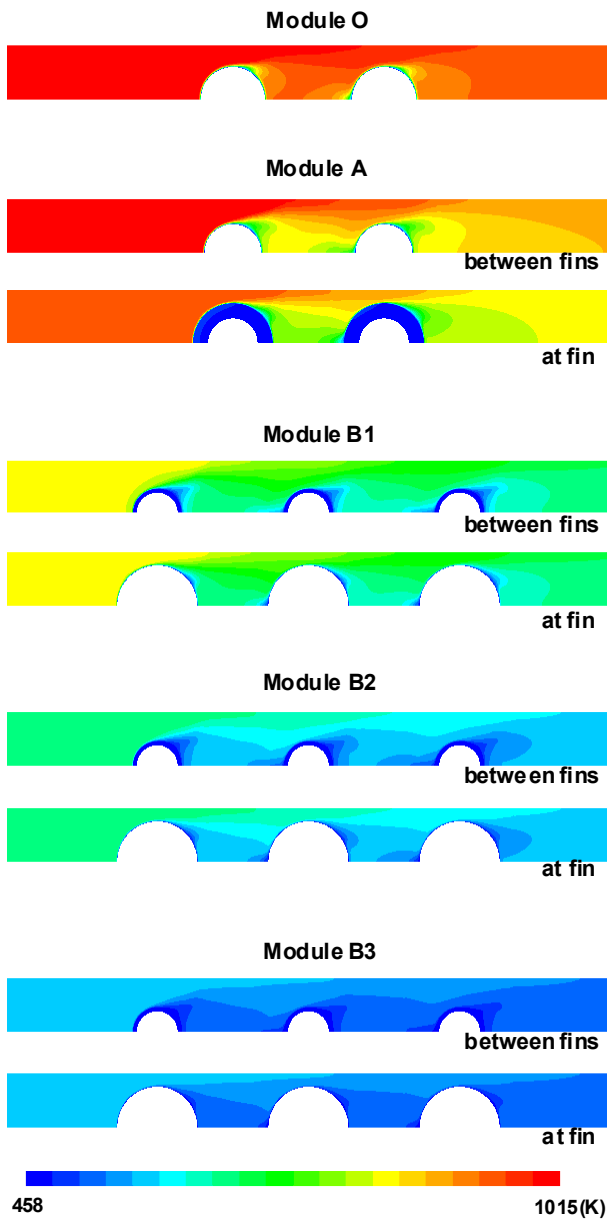 Module O
Module A
between fins
at fin
Module B1
between fins
at fin
Module B2
between fins
at fin
Module B3
between fins
at fin
458 1015(K)